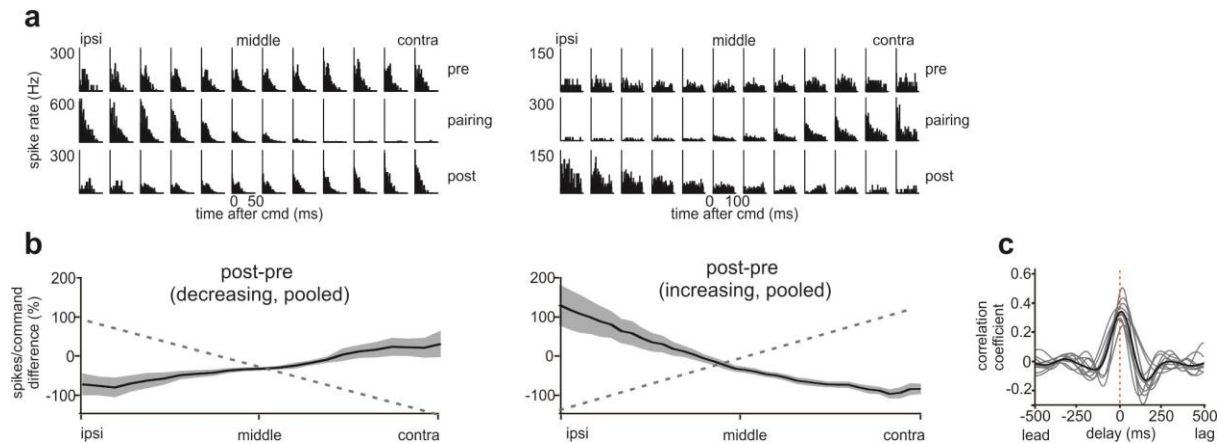 a
ipsi middle contra
300 pre
600 pairing
300 post
spike rate (Hz)
0 50
time after cmd (ms)
ipsi middle contra
150 pre
300 pairing
150 post
0 100
time after cmd (ms)
b
post-pre
(decreasing, pooled)
spikes/command
difference (%)
200
100
0
-100
ipsi middle contra
post-pre
(increasing, pooled)
200
100
0
-100
ipsi middle contra
c
correlation
coefficient
0.6
0.4
0.2
0
-0.2
-500 -250 0 250 500
lead delay (ms) lag